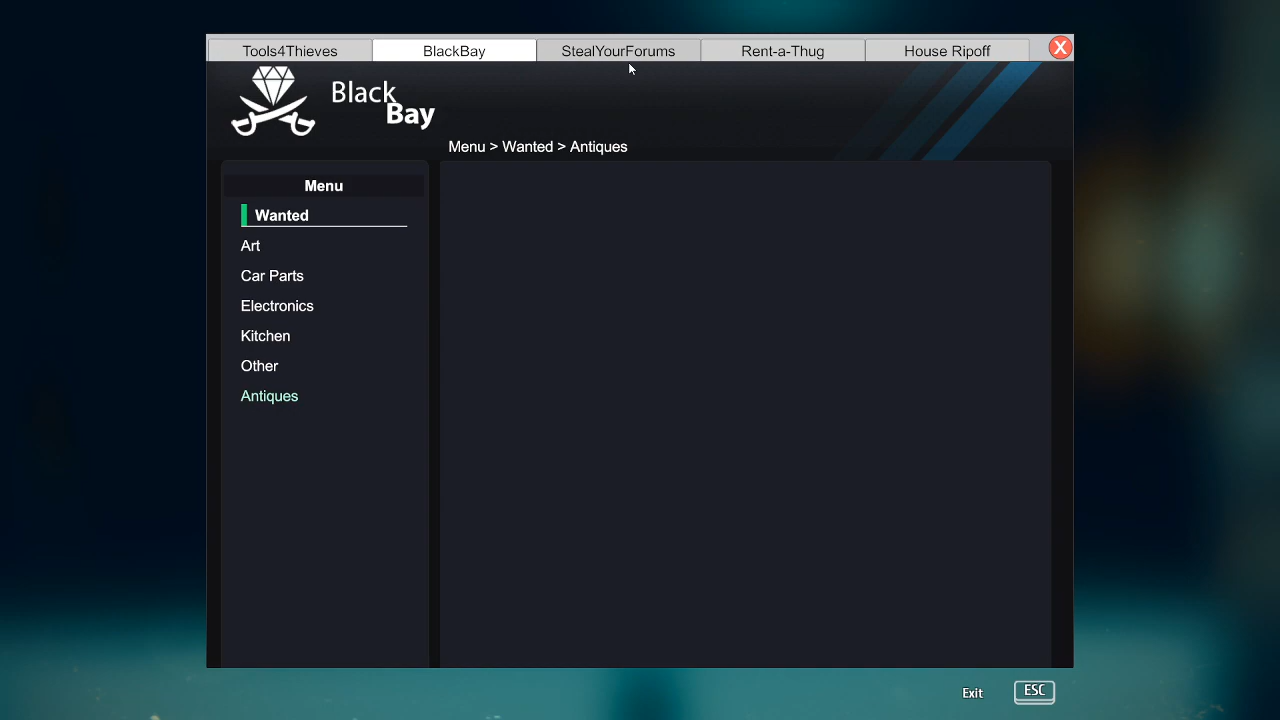 Tools4Thieves
BlackBay
StealYourForums
Rent-a-Thug
House Ripoff
X
Black
Bay
Menu > Wanted > Antiques
Menu
Wanted
Art
Car Parts
Electronics
Kitchen
Other
Antiques
Exit ESC